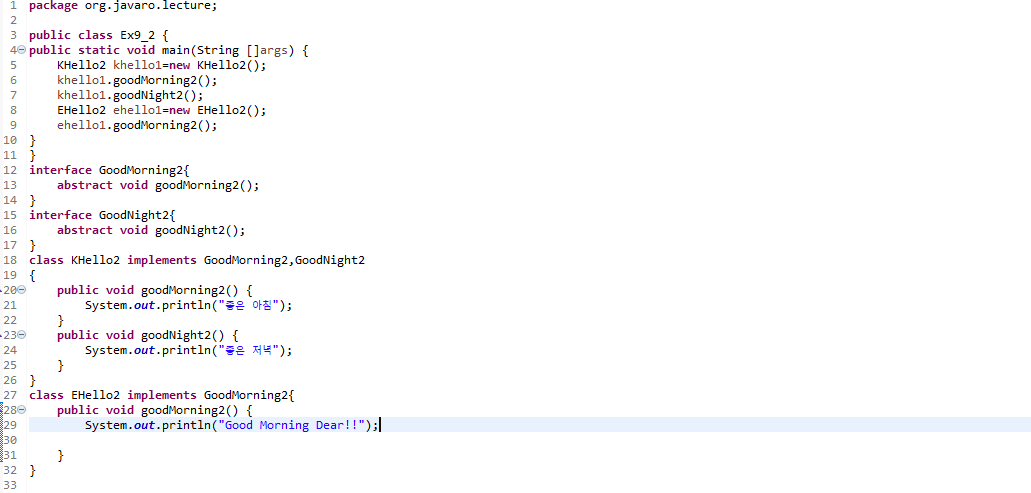 1 package org.javaro.lecture;
2
3 public class Ex9_2 {
4 public static void main(String []args) {
5     KHello2 khello1=new KHello2();
6     khello1.goodMorning2();
7     khello1.goodNight2();
8     EHello2 ehello1=new EHello2();
9     ehello1.goodMorning2();
10 }
11 }
12 interface GoodMorning2{
13     abstract void goodMorning2();
14 }
15 interface GoodNight2{
16     abstract void goodNight2();
17 }
18 class KHello2 implements GoodMorning2,GoodNight2
19 {
20     public void goodMorning2() {
21         System.out.println("좋은 아침");
22     }
23     public void goodNight2() {
24         System.out.println("좋은 저녁");
25     }
26 }
27 class EHello2 implements GoodMorning2{
28     public void goodMorning2() {
29         System.out.println("Good Morning Dear!!");
30
31     }
32 }
33